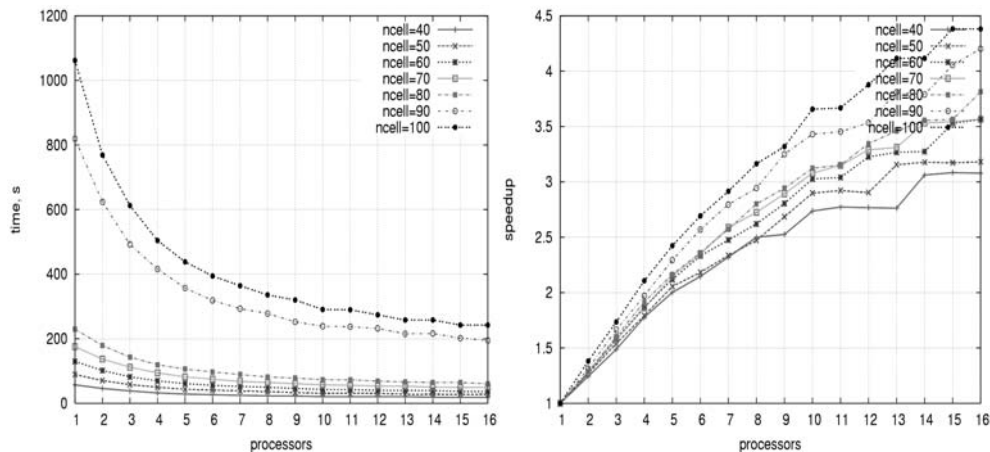 1200
1000
800
600
400
200
0
time, s
ncell=40
ncell=50
ncell=60
ncell=70
ncell=80
ncell=90
ncell=100
1 2 3 4 5 6 7 8 9 10 11 12 13 14 15 16
processors
4.5
4
3.5
3
2.5
2
1.5
1
speedup
ncell=40
ncell=50
ncell=60
ncell=70
ncell=80
ncell=90
ncell=100
1 2 3 4 5 6 7 8 9 10 11 12 13 14 15 16
processors